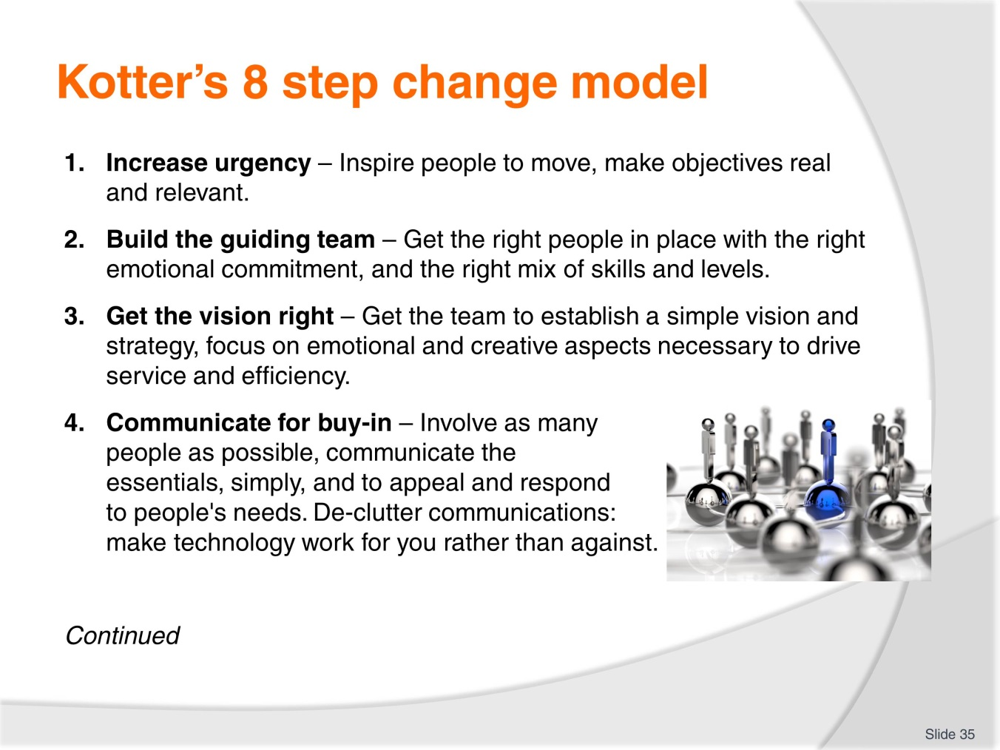 Kotter’s 8 step change model
1. Increase urgency – Inspire people to move, make objectives real
and relevant.
2. Build the guiding team – Get the right people in place with the right
emotional commitment, and the right mix of skills and levels.
3. Get the vision right – Get the team to establish a simple vision and
strategy, focus on emotional and creative aspects necessary to drive
service and efficiency.
4. Communicate for buy-in – Involve as many
people as possible, communicate the
essentials, simply, and to appeal and respond
to people's needs. De-clutter communications:
make technology work for you rather than against.
Continued
Slide 35